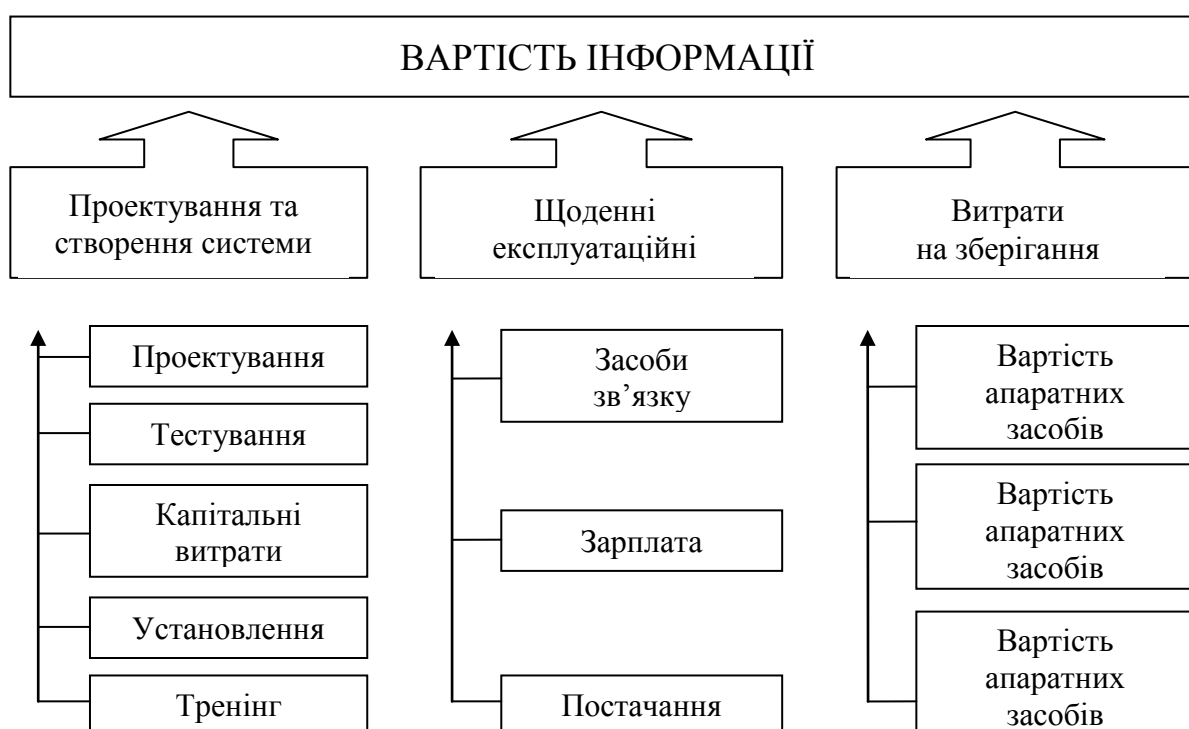 ВАРТІСТЬ ІНФОРМАЦІЇ
Проектування та
створення системи
Щоденні
експлуатаційні
Витрати
на зберігання
Проектування
Тестування
Капітальні
витрати
Установлення
Тренінг
Засоби
зв’язку
Зарплата
Постачання
Вартість
апаратних
засобів
Вартість
апаратних
засобів
Вартість
апаратних
засобів